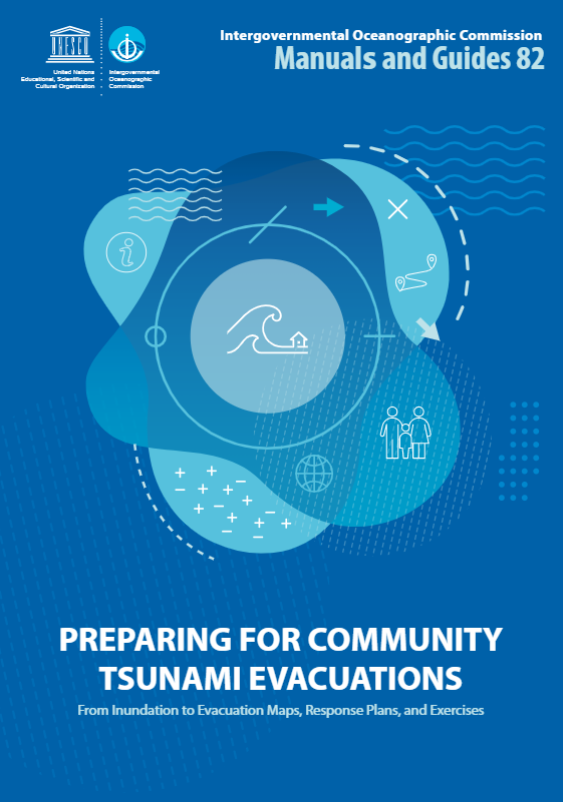 UNESCO
United Nations
Educational, Scientific and
Cultural Organization
Intergovernmental
Oceanographic
Commission
Intergovernmental Oceanographic Commission
Manuals and Guides 82
PREPARING FOR COMMUNITY
TSUNAMI EVACUATIONS
From Inundation to Evacuation Maps, Response Plans, and Exercises